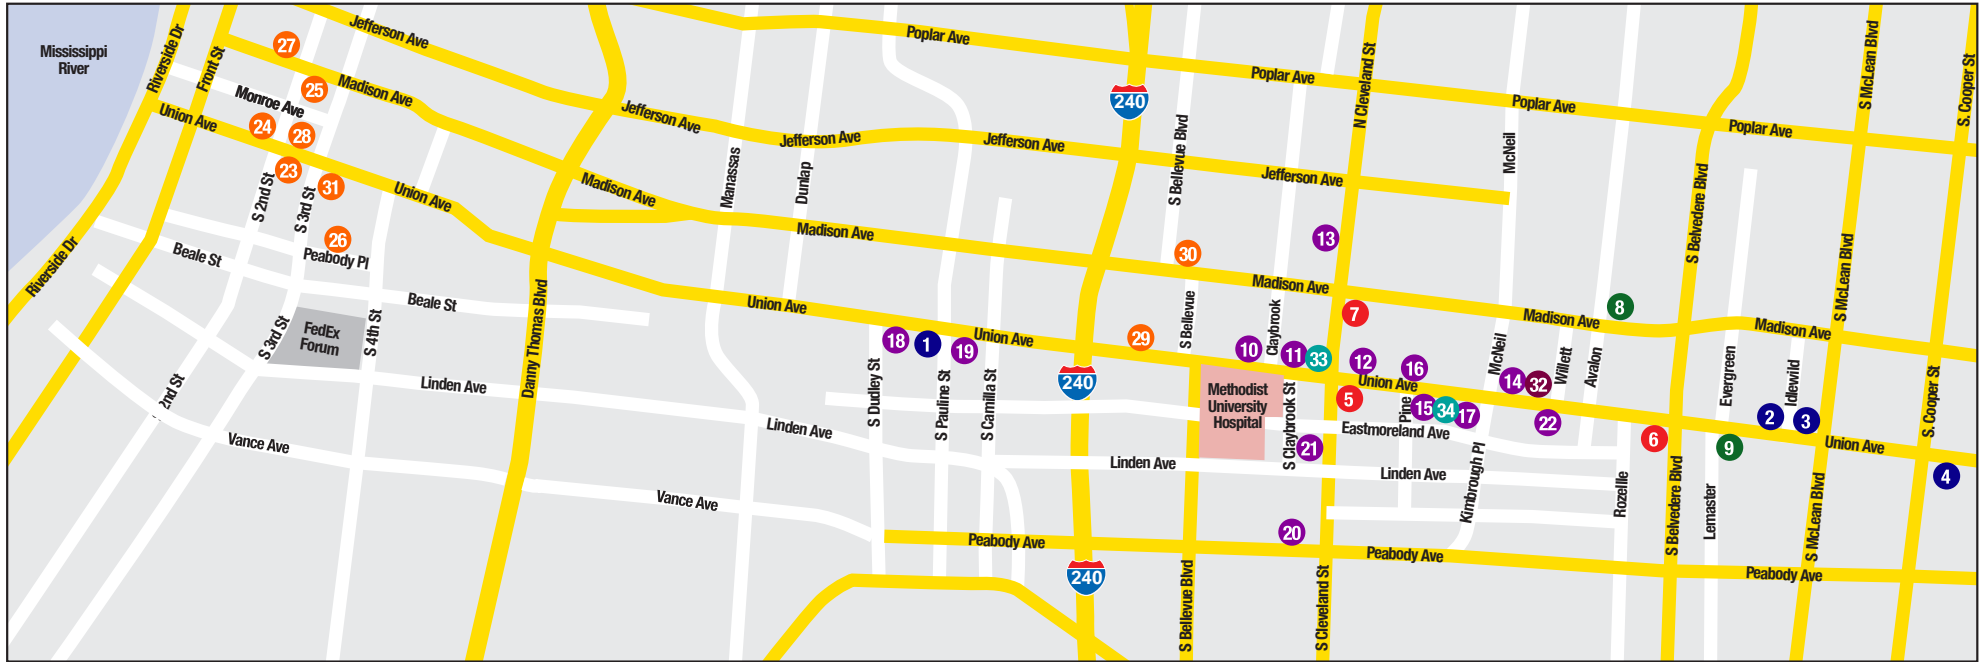 Mississippi
River
Riverside Dr
Front St
27
Jefferson Ave
Poplar Ave
Poplar Ave
Poplar Ave
Poplar Ave
N Cleveland St
S McLean Blvd
S. Cooper St
25
Madison Ave
Monroe Ave
Union Ave
24
28
Jefferson Ave
Jefferson Ave
Jefferson Ave
Jefferson Ave
240
S Bellevue Blvd
McNeil
23
31
S 2nd St
S 3rd St
Union Ave
Madison Ave
Manassas
Dunlap
Madison Ave
S Belvedere Blvd
26
Peabody Pl
Beale St
Riverside Dr
13
30
Madison Ave
S McLean Blvd
Beale St
Union Ave
Danny Thomas Blvd
8
7
Madison Ave
Madison Ave
FedEx
Forum
S 3rd St
S 4th St
18
1
19
Union Ave
29
S Bellevue
10
Claybrook
11
33
12
16
McNeil
14
32
Willett
Avalon
Evergreen
Idlewild
2nd St
Linden Ave
S Dudley St
S Pauline St
S Camilla St
240
Methodist
University
Hospital
S Claybrook St
5
Union Ave
Pine
15
34
17
22
6
2
3
9
Union Ave
S. Cooper St
4
Vance Ave
Linden Ave
Eastmoreland Ave
21
Linden Ave
Linden Ave
Kimbrough Pl
Rozellle
S Belvedere Blvd
Lemaster
S McLean Blvd
Vance Ave
20
Peabody Ave
Peabody Ave
Peabody Ave
240
S Bellevue Blvd
S Cleveland St